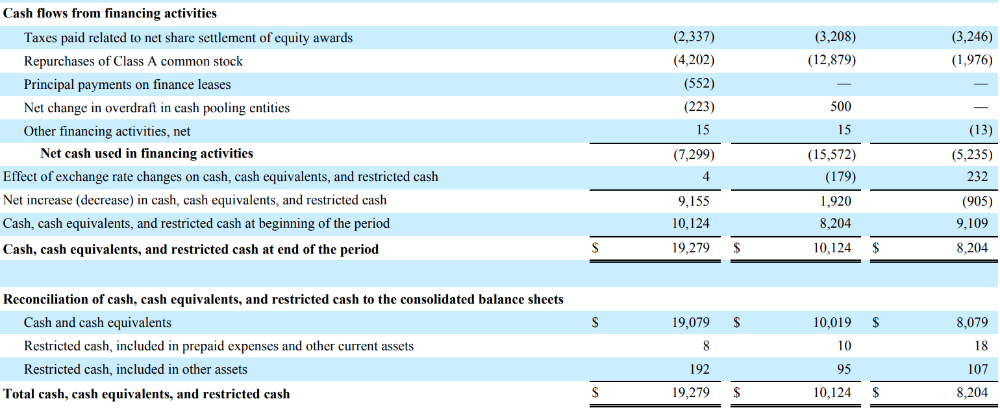 Cash flows from financing activities
Taxes paid related to net share settlement of equity awards (2,337) (3,208) (3,246)
Repurchases of Class A common stock (4,202) (12,879) (1,976)
Principal payments on finance leases (552) — —
Net change in overdraft in cash pooling entities (223) 500 —
Other financing activities, net 15 15 (13)
Net cash used in financing activities (7,299) (15,572) (5,235)
Effect of exchange rate changes on cash, cash equivalents, and restricted cash 4 (179) 232
Net increase (decrease) in cash, cash equivalents, and restricted cash 9,155 1,920 (905)
Cash, cash equivalents, and restricted cash at beginning of the period 10,124 8,204 9,109
Cash, cash equivalents, and restricted cash at end of the period $ 19,279 $ 10,124 $ 8,204
Reconciliation of cash, cash equivalents, and restricted cash to the consolidated balance sheets
Cash and cash equivalents $ 19,079 $ 10,019 $ 8,079
Restricted cash, included in prepaid expenses and other current assets 8 10 18
Restricted cash, included in other assets 192 95 107
Total cash, cash equivalents, and restricted cash $ 19,279 $ 10,124 $ 8,204